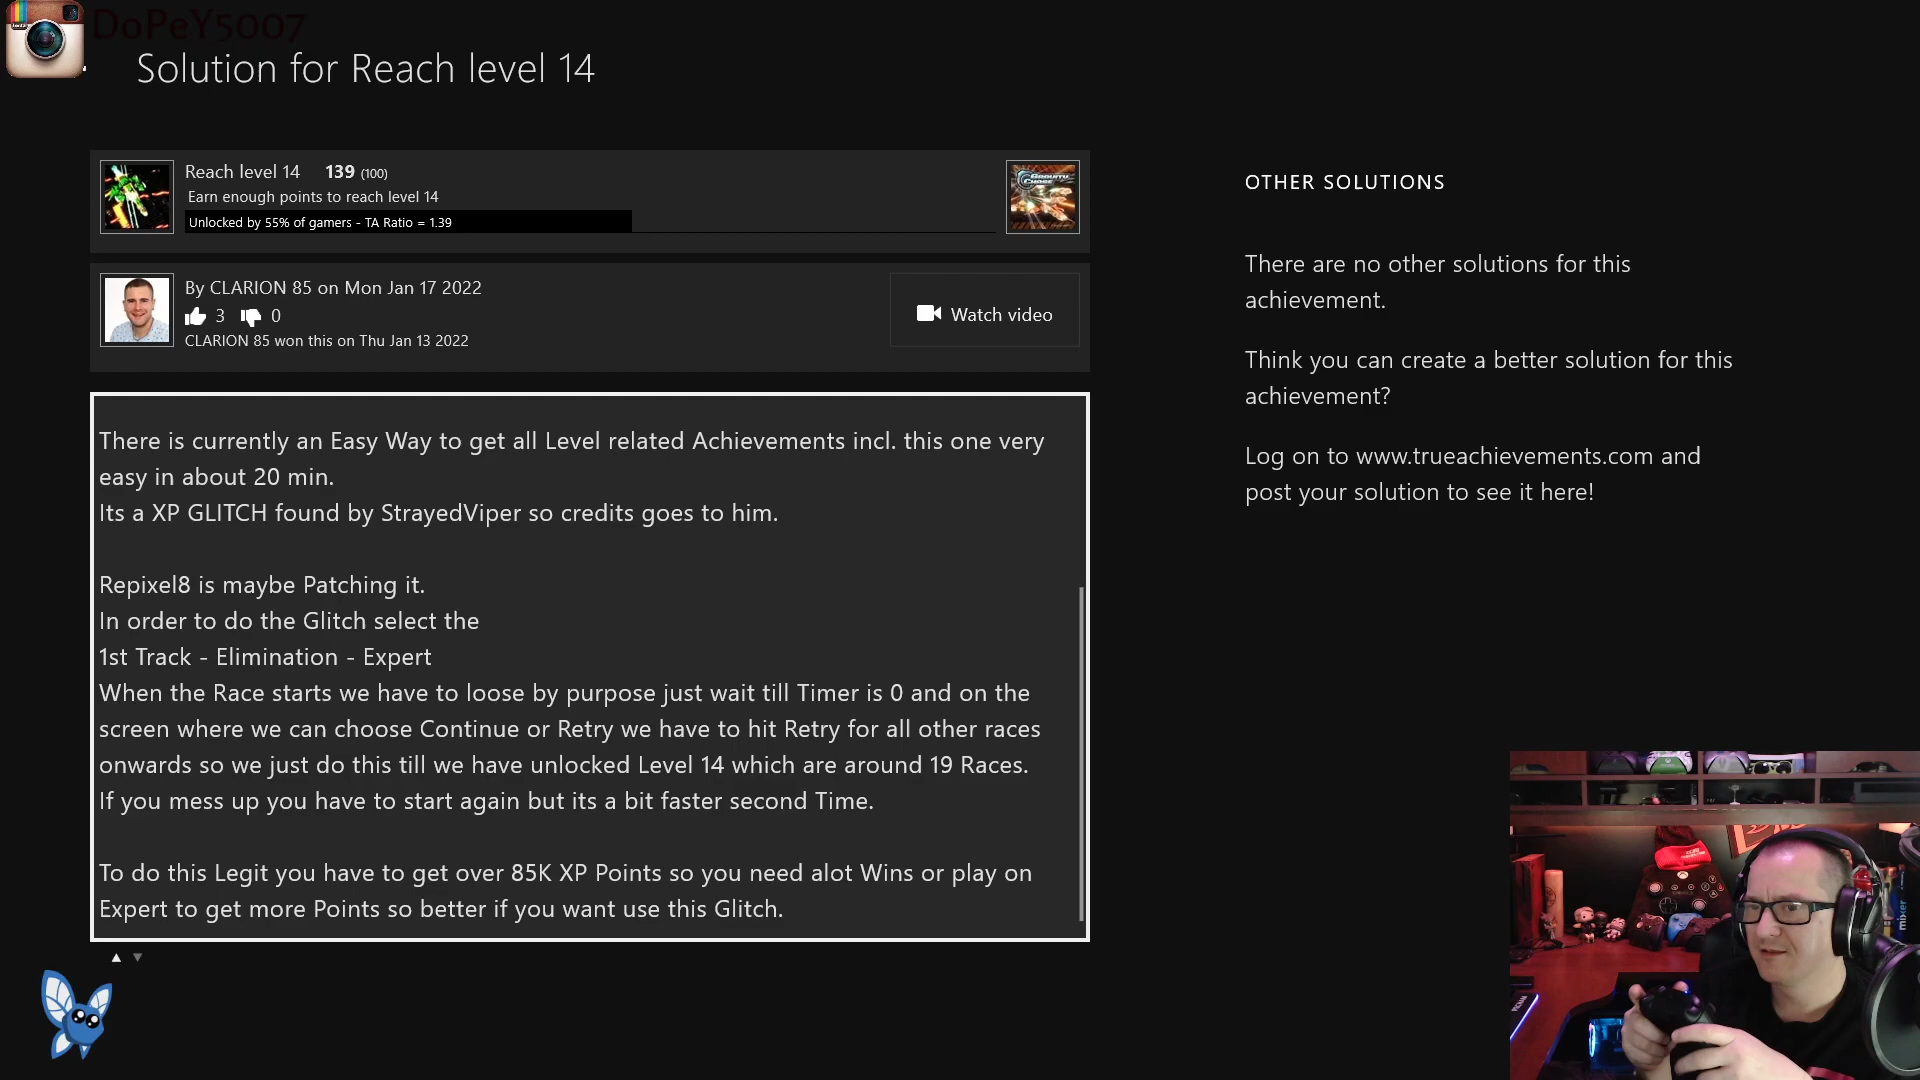 DoPeY5007
Solution for Reach level 14
Reach level 14 139 (100)
Earn enough points to reach level 14
Unlocked by 55% of gamers - TA Ratio = 1.39
By CLARION 85 on Mon Jan 17 2022
3 0
CLARION 85 won this on Thu Jan 13 2022
Watch video
There is currently an Easy Way to get all Level related Achievements incl. this one very
easy in about 20 min.
Its a XP GLITCH found by StrayedViper so credits goes to him.
Repixel8 is maybe Patching it.
In order to do the Glitch select the
1st Track - Elimination - Expert
When the Race starts we have to loose by purpose just wait till Timer is 0 and on the
screen where we can choose Continue or Retry we have to hit Retry for all other races
onwards so we just do this till we have unlocked Level 14 which are around 19 Races.
If you mess up you have to start again but its a bit faster second Time.
To do this Legit you have to get over 85K XP Points so you need alot Wins or play on
Expert to get more Points so better if you want use this Glitch.
OTHER SOLUTIONS
There are no other solutions for this
achievement.
Think you can create a better solution for this
achievement?
Log on to www.trueachievements.com and
post your solution to see it here!
mixer